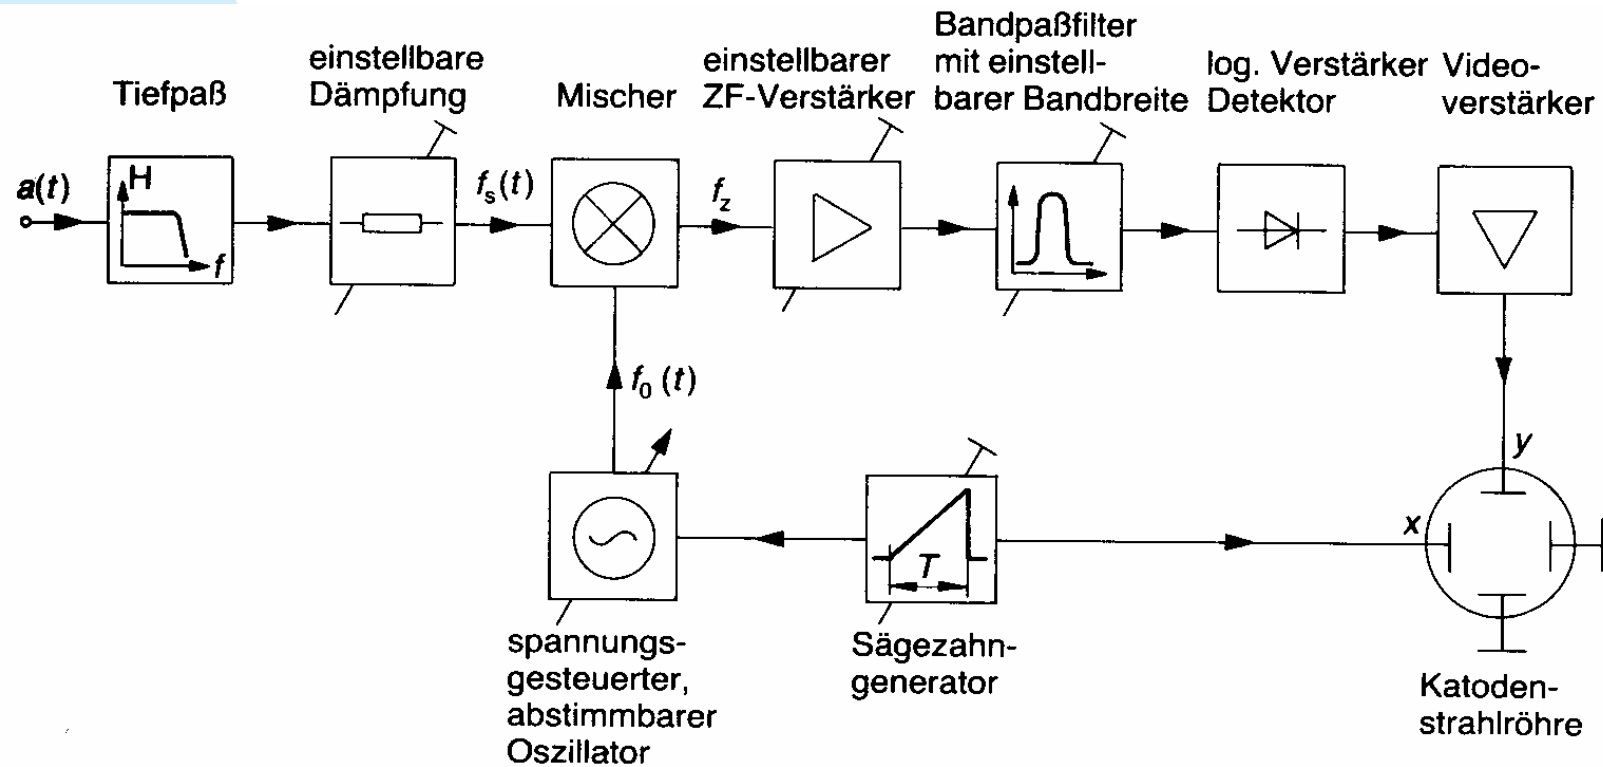 Tiefpaß
einstellbare
Dämpfung
Mischer
einstellbarer
ZF-Verstärker
Bandpaßfilter
mit einstell-
barer Bandbreite
log. Verstärker
Detektor
Video-
verstärker
a(t)
H
f
fs(t)
fz
f0 (t)
y
x
T
spannungs-
gesteuerter,
abstimmbarer
Oszillator
Sägezahn-
generator
Katoden-
strahlröhre